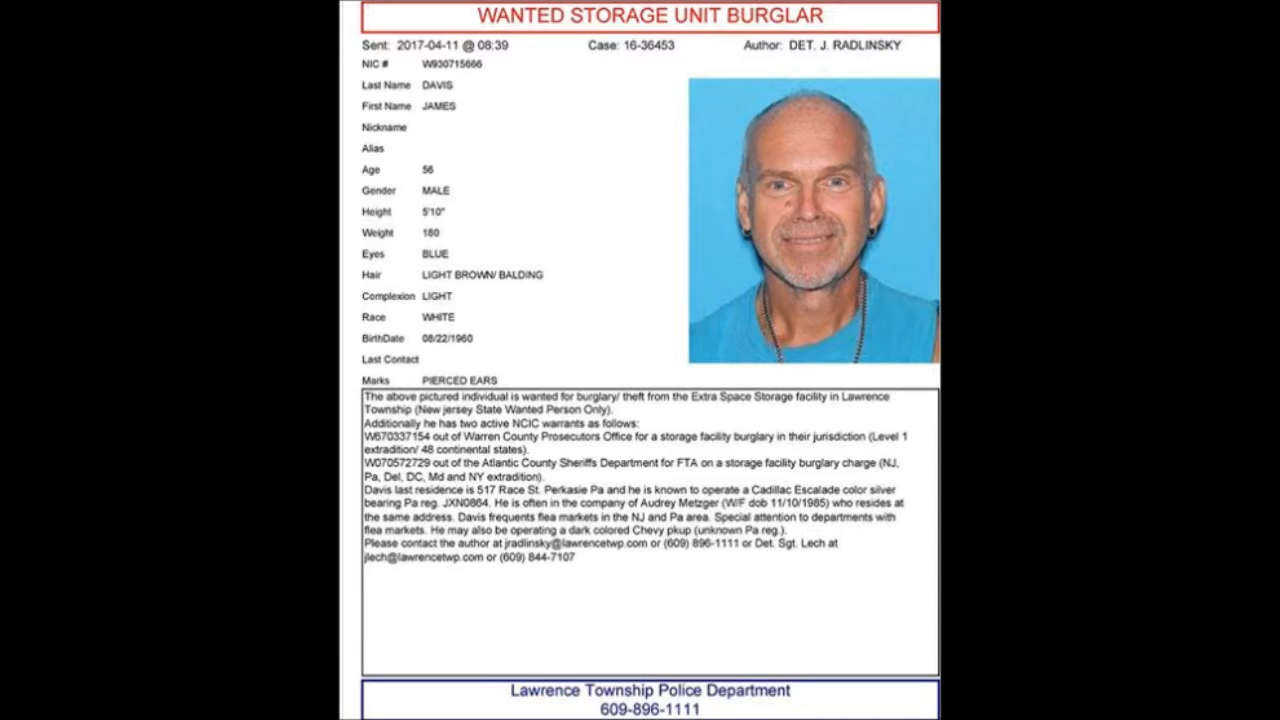 WANTED STORAGE UNIT BURGLAR
Sent: 2017-04-11 @ 08:39 Case: 16-36453 Author: DET. J. RADLINSKY
NIC # W930715666
Last Name DAVIS
First Name JAMES
Nickname
Alias
Age 56
Gender MALE
Height 5'10"
Weight 180
Eyes BLUE
Hair LIGHT BROWN/ BALDING
Complexion LIGHT
Race WHITE
BirthDate 08/22/1960
Last Contact
Marks PIERCED EARS
The above pictured individual is wanted for burglary/ theft from the Extra Space Storage facility in Lawrence
Township (New jersey State Wanted Person Only).
Additionally he has two active NCIC warrants as follows:
W670337154 out of Warren County Prosecutors Office for a storage facility burglary in their jurisdiction (Level 1
extradition/ 48 continental states).
W070572729 out of the Atlantic County Sheriffs Department for FTA on a storage facility burglary charge (NJ,
Pa, Del, DC, Md and NY extradition).
Davis last residence is 517 Race St. Perkasie Pa and he is known to operate a Cadillac Escalade color silver
bearing Pa reg. JXN0864. He is often in the company of Audrey Metzger (W/F dob 11/10/1985) who resides at
the same address. Davis frequents flea markets in the NJ and Pa area. Special attention to departments with
flea markets. He may also be operating a dark colored Chevy pkup (unknown Pa reg.).
Please contact the author at jradlinsky@lawrencetwp.com or (609) 896-1111 or Det. Sgt. Lech at
jlech@lawrencetwp.com or (609) 844-7107
Lawrence Township Police Department
609-896-1111